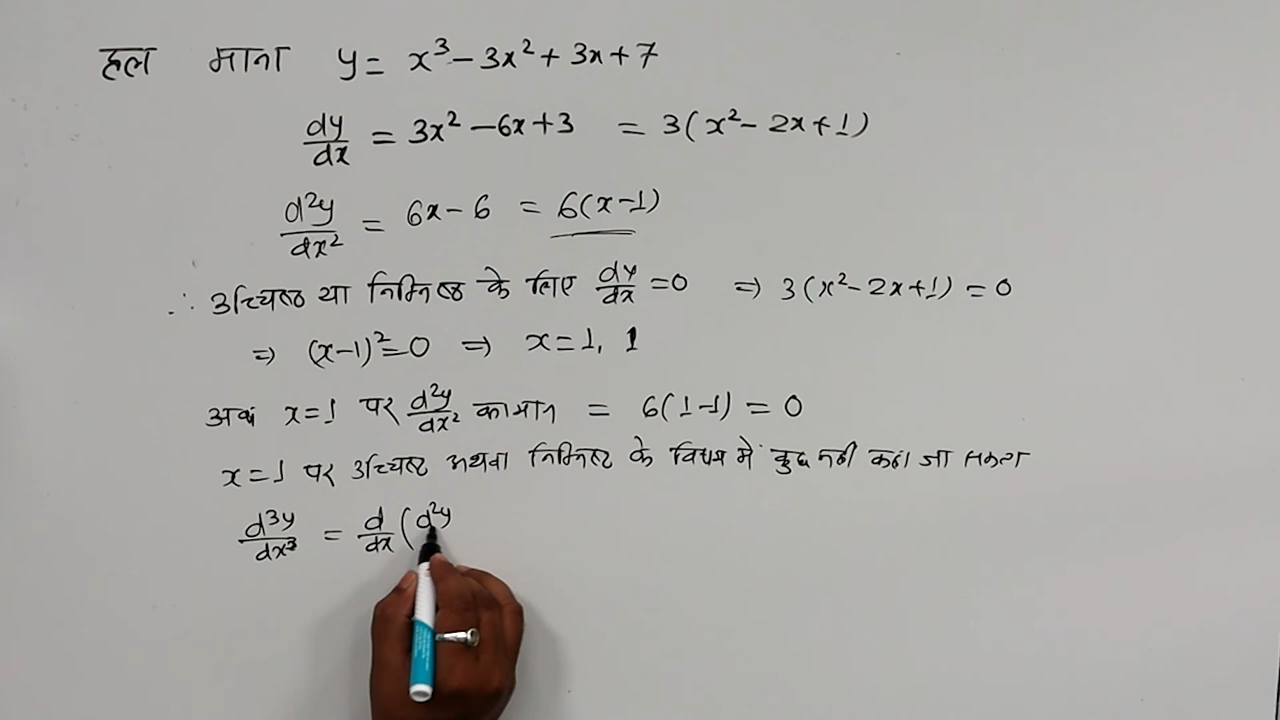 हल माना y = x³ - 3x² + 3x + 7
dy/dx = 3x² - 6x + 3 = 3(x² - 2x + 1)
d²y/dx² = 6x - 6 = 6(x-1)
∴ उच्चिष्ठ या निम्निष्ठ के लिए dy/dx = 0 ⇒ 3(x² - 2x + 1) = 0
⇒ (x-1)² = 0 ⇒ x = 1, 1
अब x = 1 पर d²y/dx² का मान = 6(1-1) = 0
x = 1 पर उच्चिष्ट अथवा निम्निष्ट के विषय में कुछ नहीं कहा जा सकता
d³y/dx³ = d/dx (d²y